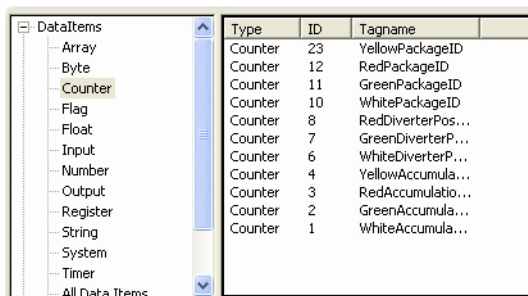 DataItems
Array
Byte
Counter
Flag
Float
Input
Number
Output
Register
String
System
Timer
All Data Items
Type ID Tagname
Counter 23 YellowPackageID
Counter 12 RedPackageID
Counter 11 GreenPackageID
Counter 10 WhitePackageID
Counter 8 RedDiverterPos...
Counter 7 GreenDiverterP...
Counter 6 WhiteDiverterP...
Counter 4 YellowAccumula...
Counter 3 RedAccumulatio...
Counter 2 GreenAccumula...
Counter 1 WhiteAccumula...